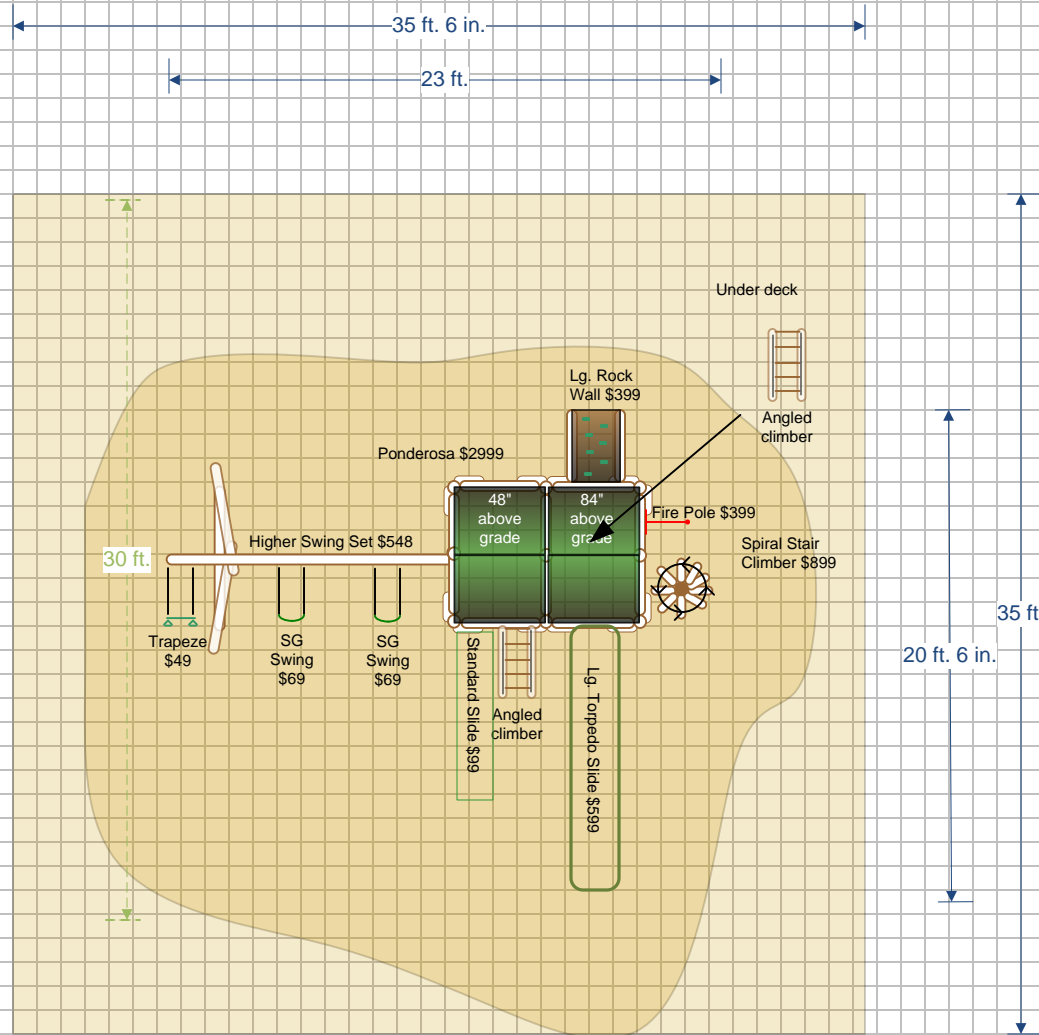 35 ft. 6 in.
23 ft.
Under deck
Lg. Rock
Wall $399
Angled
climber
Ponderosa $2999
48"
above
grade
84"
above
grade
Fire Pole $399
Higher Swing Set $548
Spiral Stair
Climber $899
30 ft.
35 ft
Trapeze
$49
SG
Swing
$69
SG
Swing
$69
Standard Slide $99
Angled
climber
Lg. Torpedo Slide $599
20 ft. 6 in.